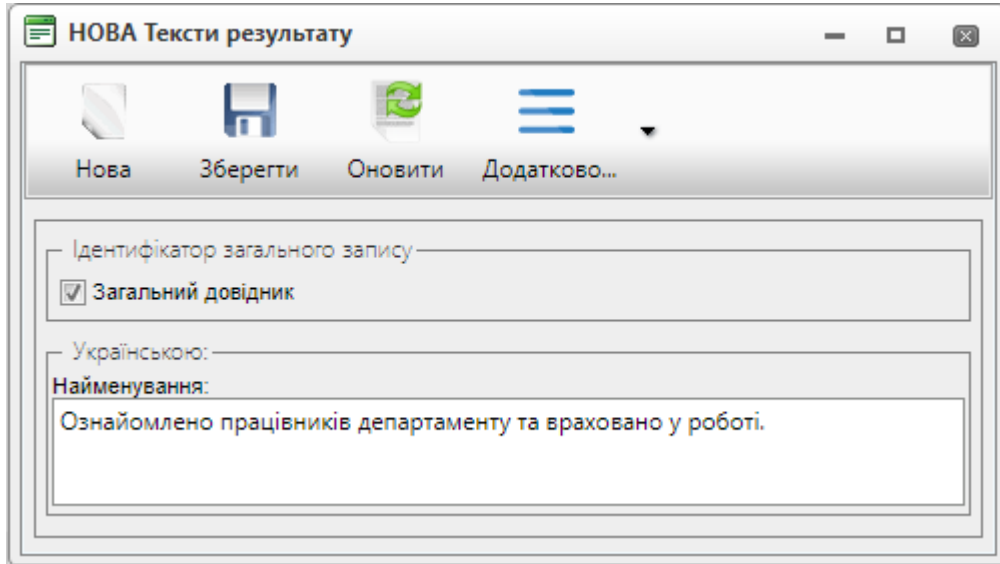 НОВА Тексти результату
Нова Зберегти Оновити Додатково...
Ідентифікатор загального запису
Загальний довідник
Українською:
Найменування:
Ознайомлено працівників департаменту та враховано у роботі.